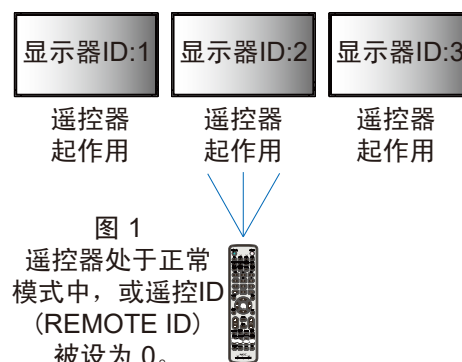 显示器ID:1 显示器ID:2 显示器ID:3
遥控器 遥控器 遥控器
起作用 起作用 起作用
图 1
遥控器处于正常
模式中，或遥控ID
(REMOTE ID)
被设为 0。